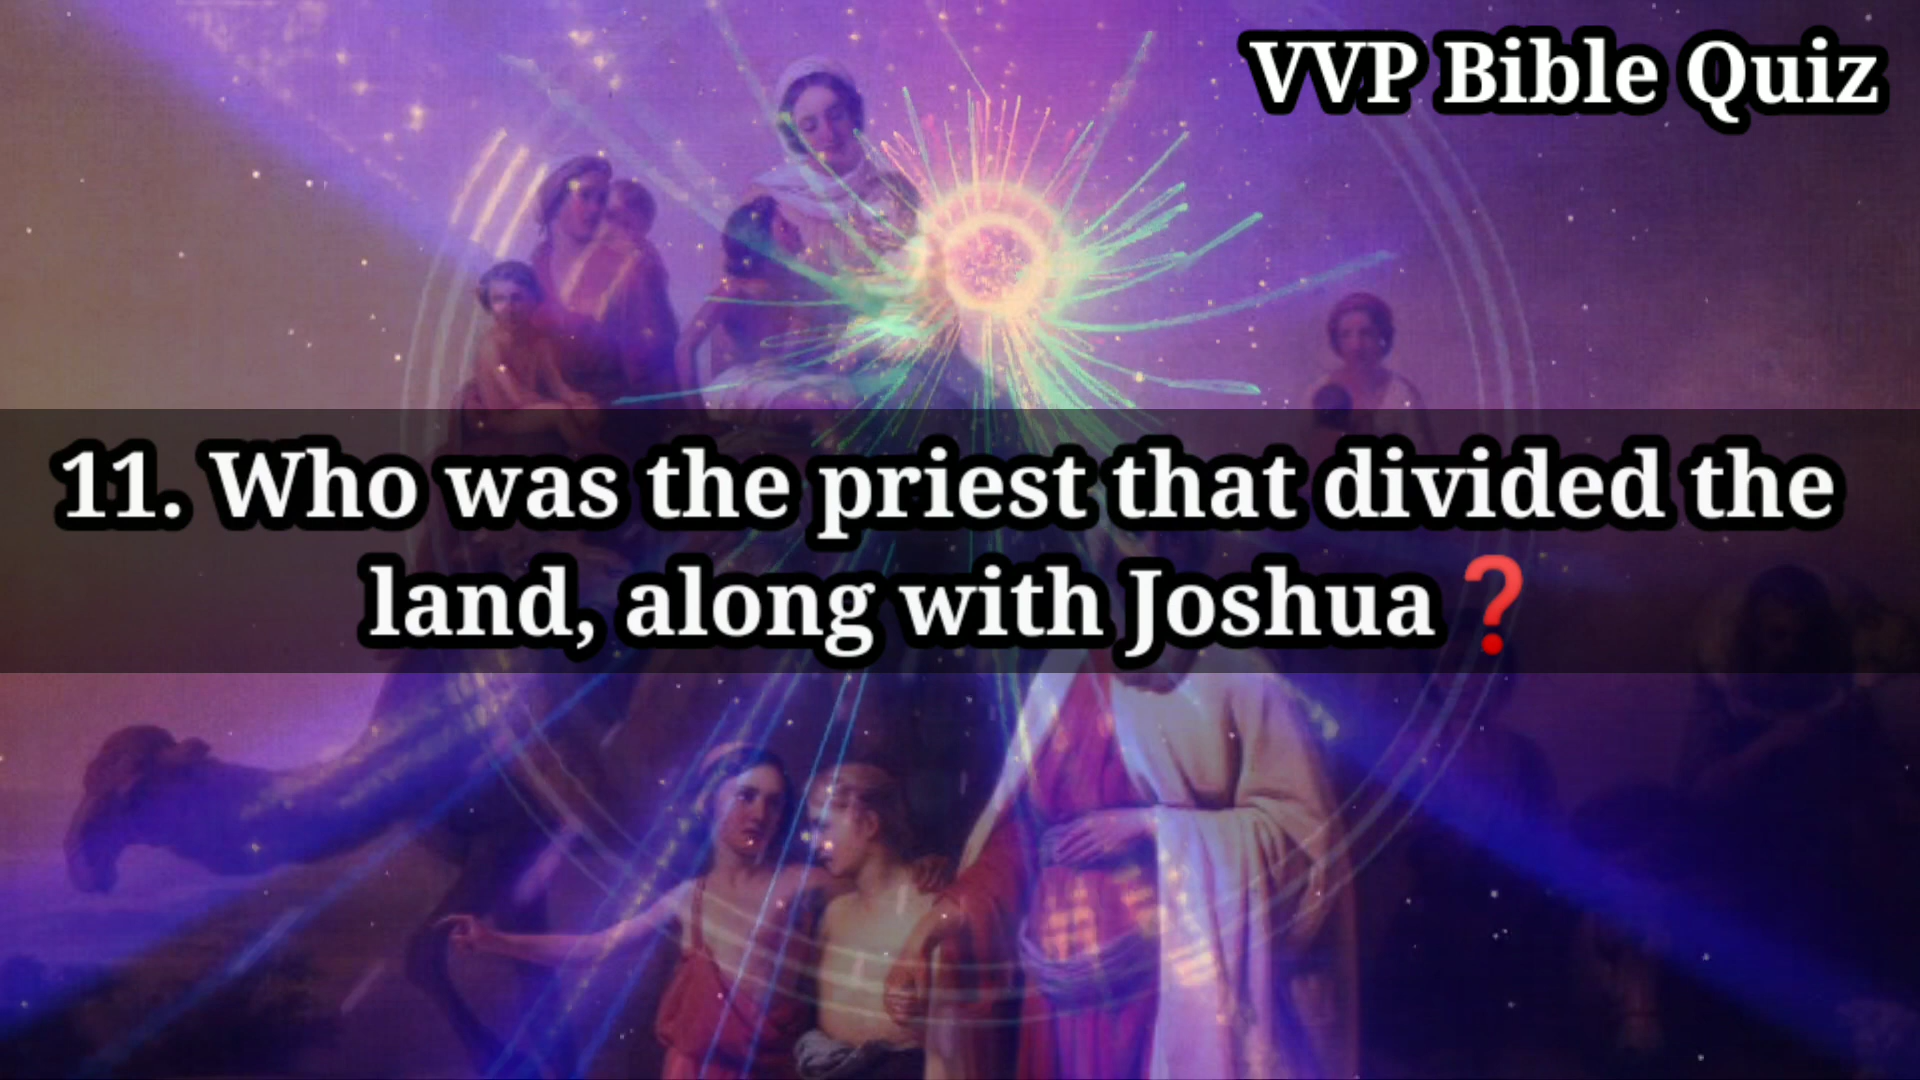 VVP Bible Quiz
11. Who was the priest that divided the
land, along with Joshua❓